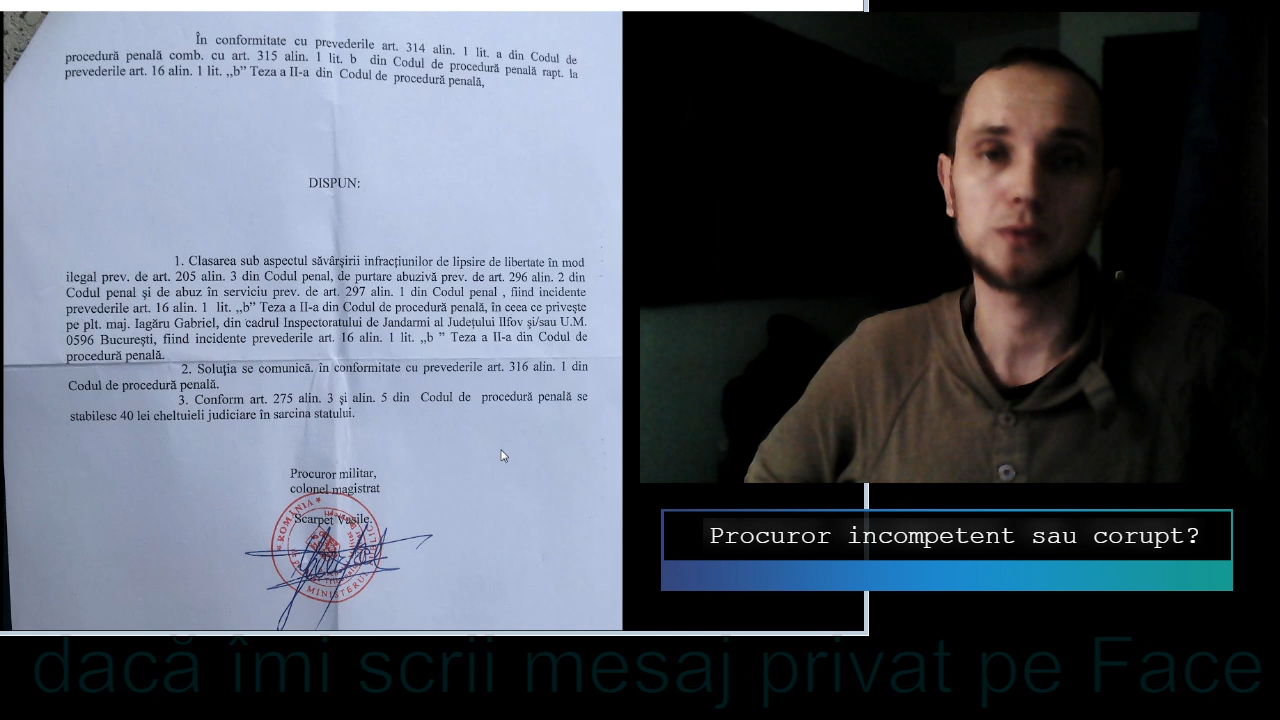 În conformitate cu prevederile art. 314 alin. 1 lit. a din Codul de
procedură penală comb. cu art. 315 alin. 1 lit. b din Codul de procedură penală rapt. la
prevederile art. 16 alin. 1 lit. „b” Teza a II-a din Codul de procedură penală,
DISPUN:
1. Clasarea sub aspectul săvârşirii infracţiunilor de lipsire de libertate în mod
ilegal prev. de art. 205 alin. 3 din Codul penal, de purtare abuzivă prev. de art. 296 alin. 2 din
Codul penal şi de abuz în serviciu prev. de art. 297 alin. 1 din Codul penal , fiind incidente
prevederile art. 16 alin. 1 lit. „b” Teza a II-a din Codul de procedură penală, în ceea ce priveşte
pe plt. maj. Iagăru Gabriel, din cadrul Inspectoratului de Jandarmi al Judeţului Ilfov şi/sau U.M.
0596 Bucureşti, fiind incidente prevederile art. 16 alin. 1 lit. „b ” Teza a II-a din Codul de
procedură penală.
2. Soluţia se comunică. în conformitate cu prevederile art. 316 alin. 1 din
Codul de procedură penală.
3. Conform art. 275 alin. 3 şi alin. 5 din Codul de procedură penală se
stabilesc 40 lei cheltuieli judiciare în sarcina statului.
Procuror militar,
colonel magistrat
Scarpeţ Vasile.
ROMÂNIA
Procuror incompetent sau corupt?
dacă îmi scrii mesaj privat pe Face